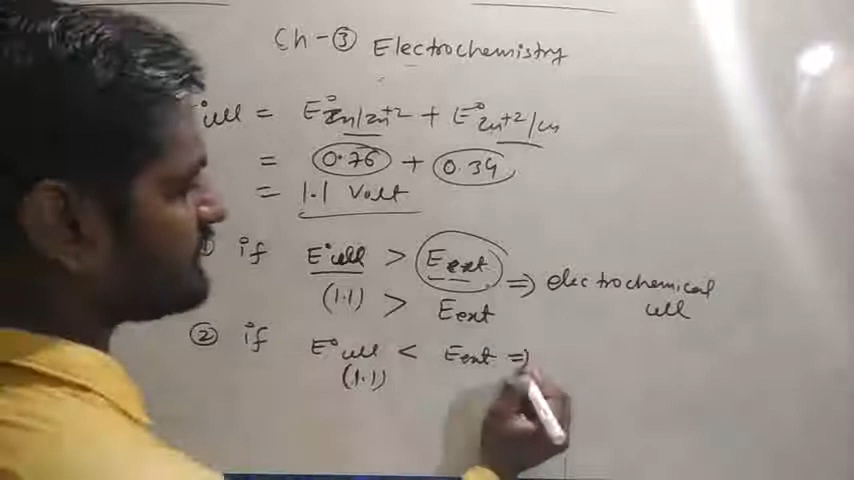 Ch - ③ Electrochemistry
°cell = E°Zn/Zn+2 + E°Cu+2/Cu
= 0.76 + 0.34
= 1.1 Volt
① if E°cell > Eext ⇒ electrochemical cell
(1.1) > Eext
② if E°cell < Eext ⇒
(1.1)